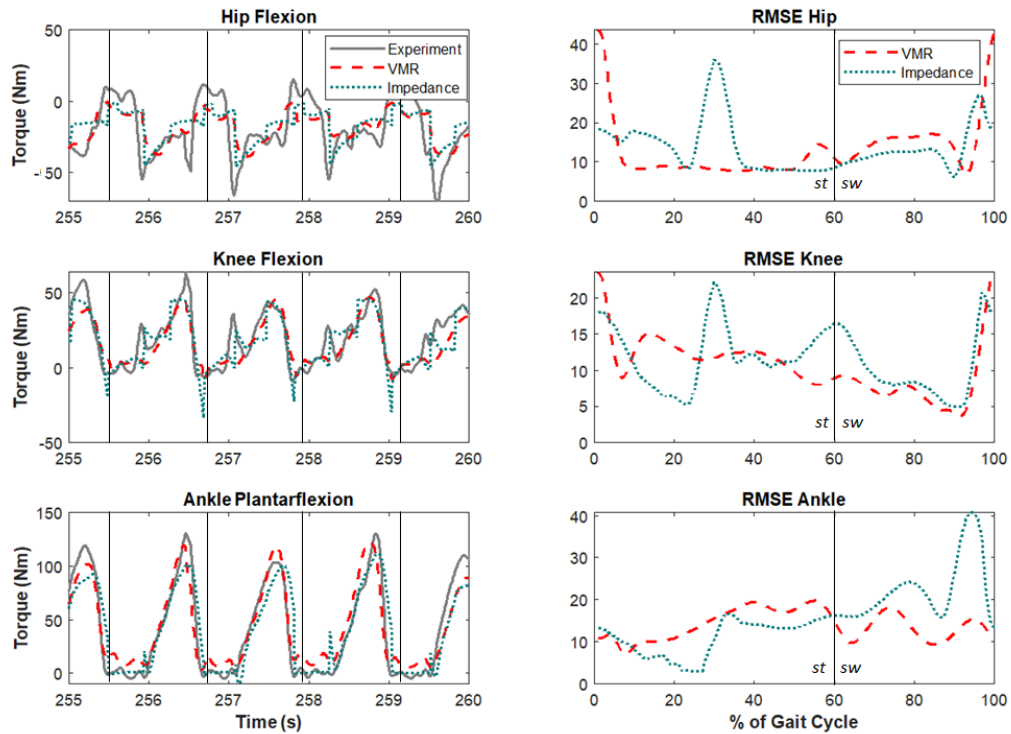 Hip Flexion
50
0
-50
Torque (Nm)
Experiment
VMR
Impedance
255 256 257 258 259 260
RMSE Hip
40
30
20
10
0
VMR
Impedance
st sw
0 20 40 60 80 100
Knee Flexion
50
0
-50
Torque (Nm)
255 256 257 258 259 260
RMSE Knee
20
15
10
5
0
st sw
0 20 40 60 80 100
Ankle Plantarflexion
150
100
50
0
Torque (Nm)
255 256 257 258 259 260
Time (s)
RMSE Ankle
40
30
20
10
0
st sw
0 20 40 60 80 100
% of Gait Cycle